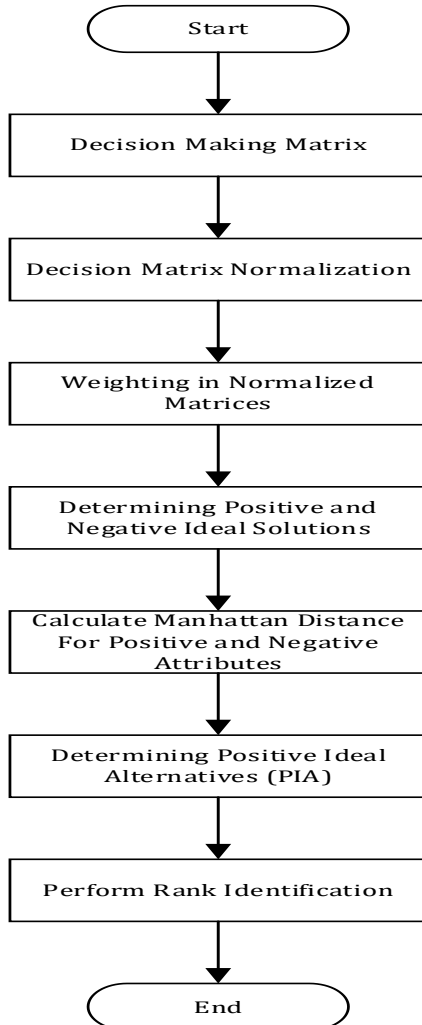 Start
Decision Making Matrix
Decision Matrix Normalization
Weighting in Normalized
Matrices
Determining Positive and
Negative Ideal Solutions
Calculate Manhattan Distance
For Positive and Negative
Attributes
Determining Positive Ideal
Alternatives (PIA)
Perform Rank Identification
End